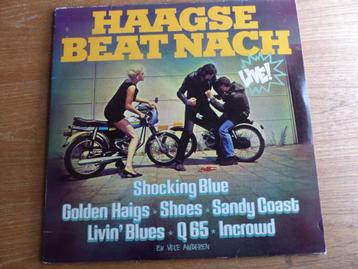 HAAGSE
BEAT NACH
LIVE!
Shocking Blue
Golden Haigs ★ Shoes ★ Sandy Coast
Livin' Blues ★ Q 65 ★ Incrowd
EN VELE ANDEREN